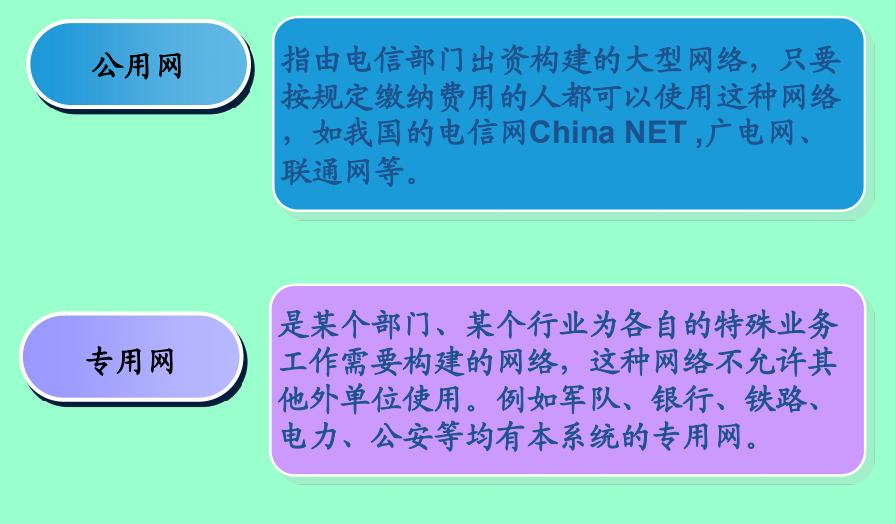 公用网
指由电信部门出资构建的大型网络，只要
按规定缴纳费用的人都可以使用这种网络
，如我国的电信网China NET ,广电网、
联通网等。
专用网
是某个部门、某个行业为各自的特殊业务
工作需要构建的网络，这种网络不允许其
他外单位使用。例如军队、银行、铁路、
电力、公安等均有本系统的专用网。